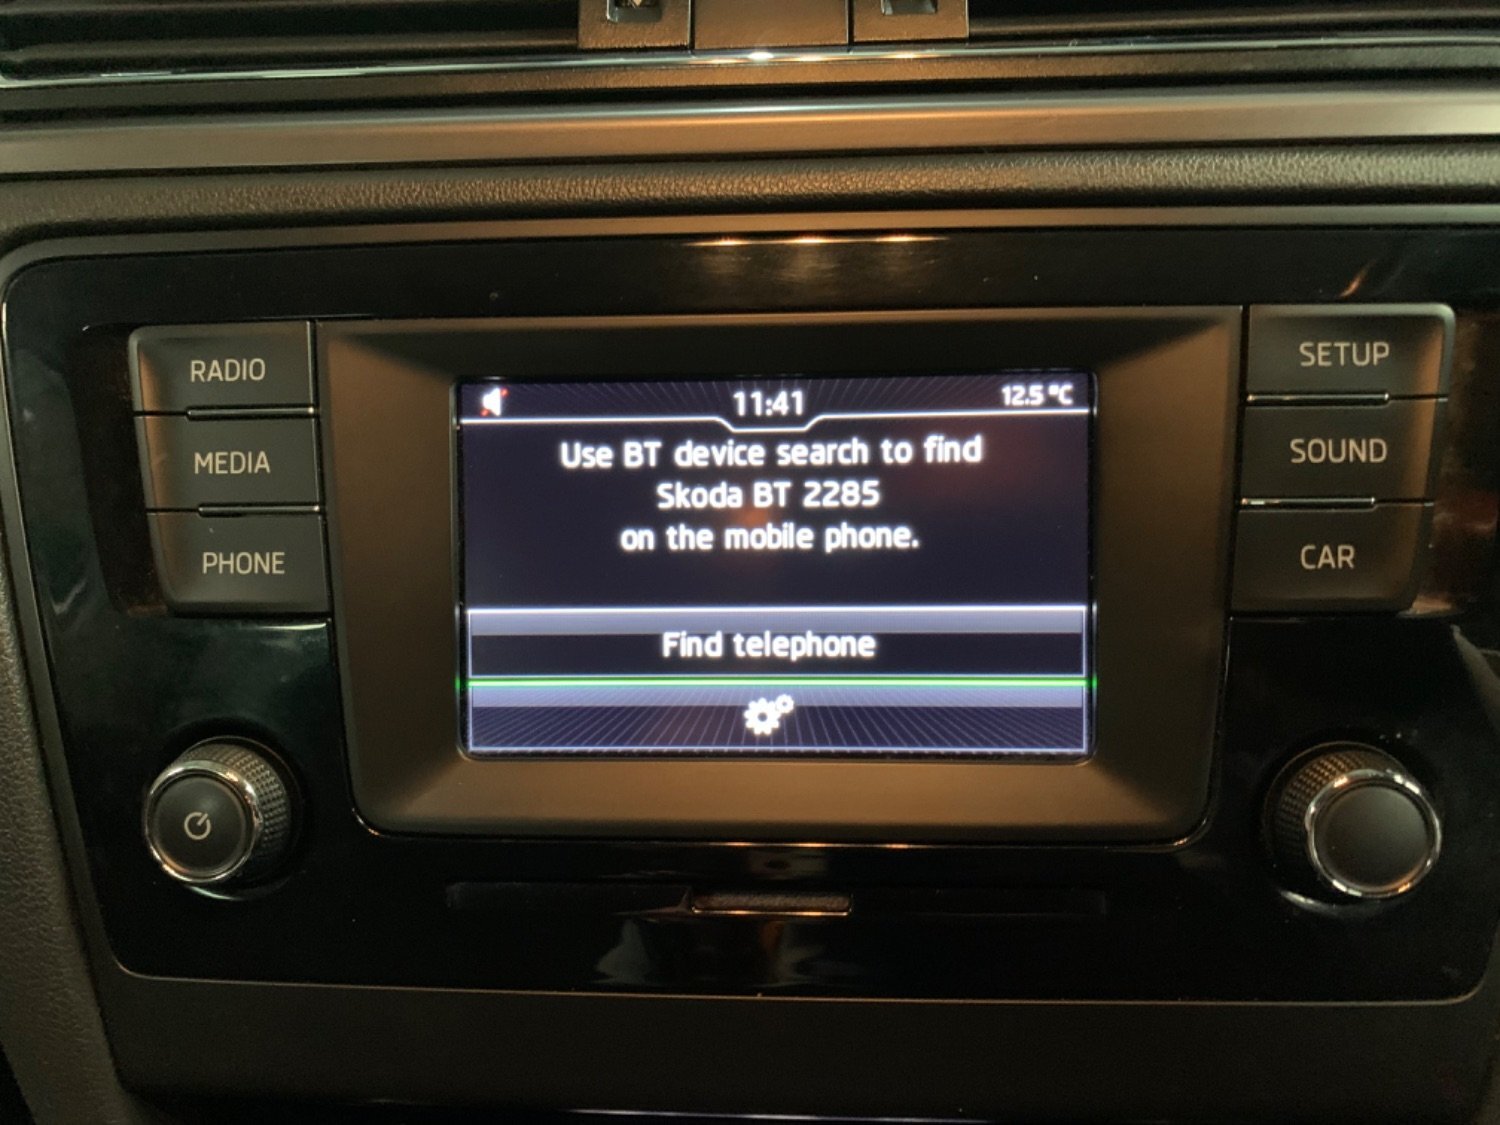 RADIO
MEDIA
PHONE
11:41
12.5 °C
Use BT device search to find
Skoda BT 2285
on the mobile phone.
Find telephone
SETUP
SOUND
CAR